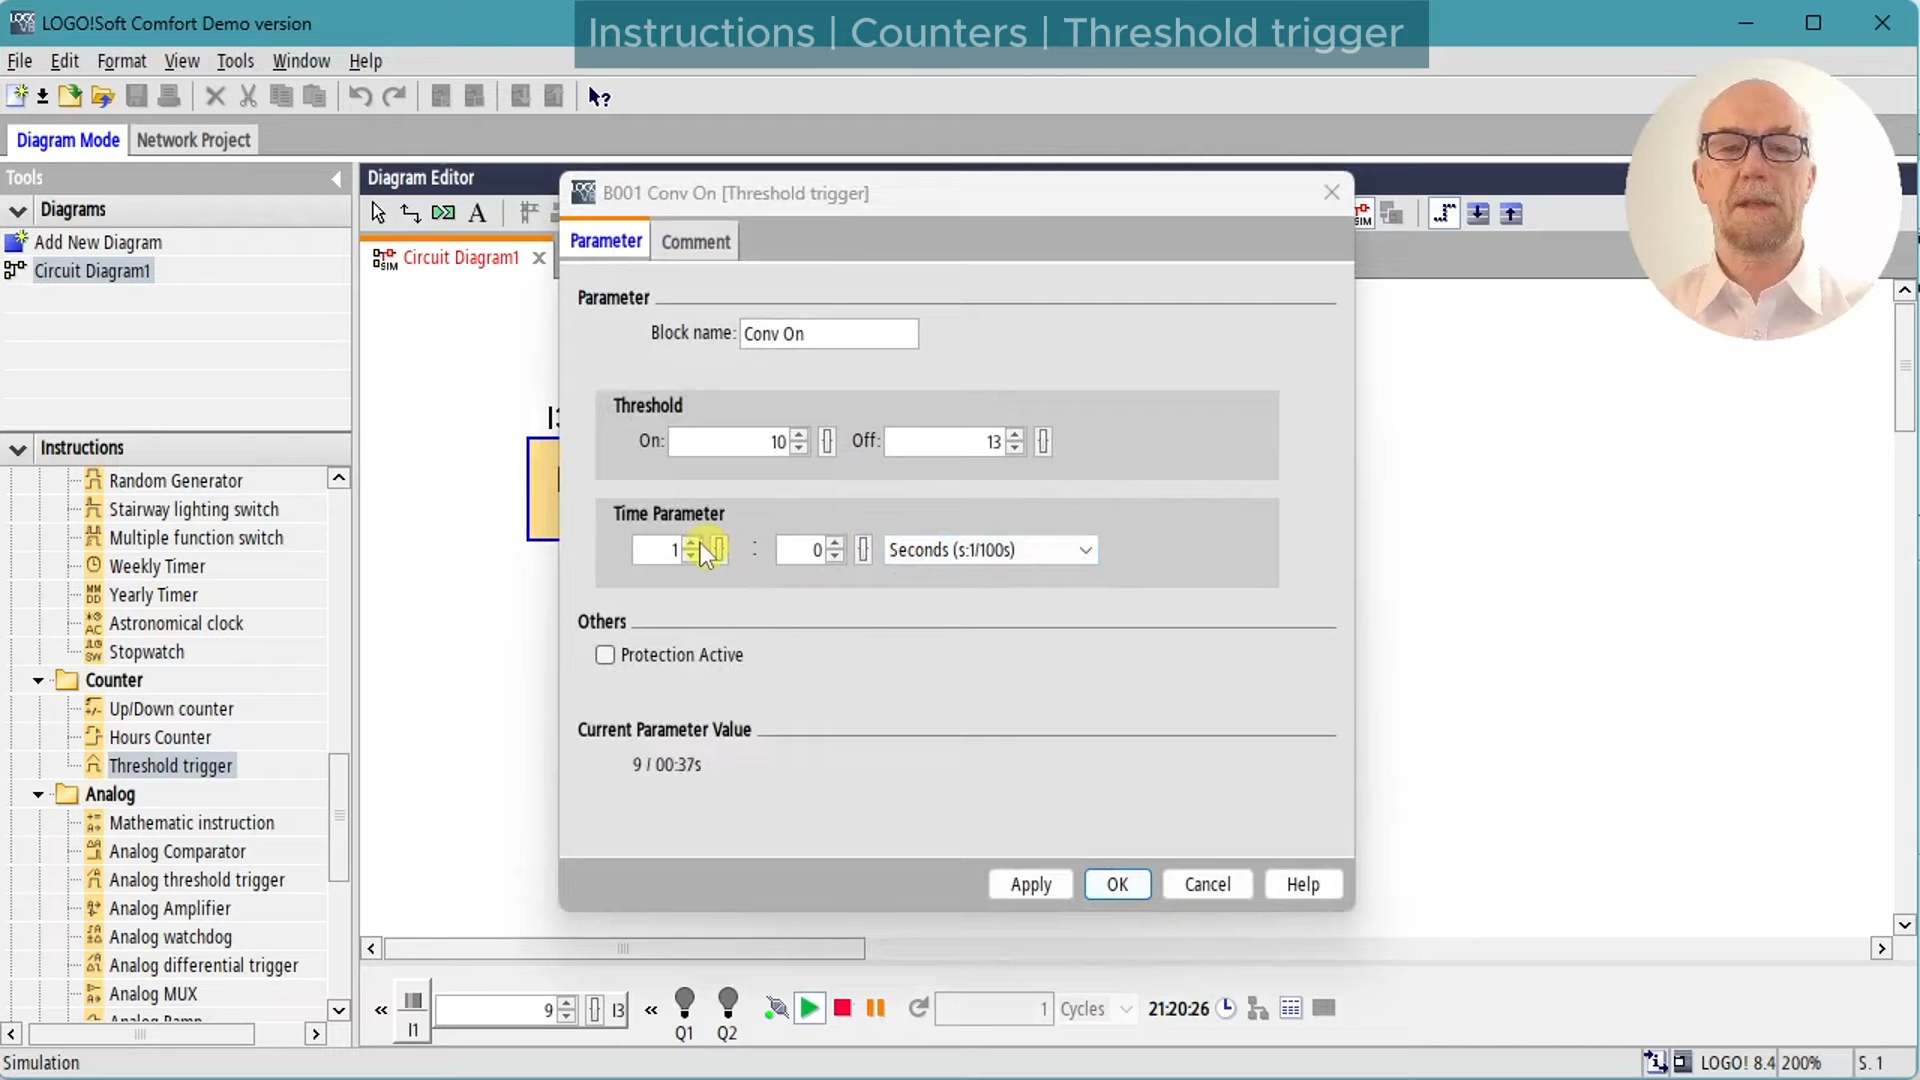 LOGO!Soft Comfort Demo version
Instructions | Counters | Threshold trigger
File Edit Format View Tools Window Help
Diagram Mode Network Project
Tools
Diagrams
Add New Diagram
Circuit Diagram1
Instructions
Random Generator
Stairway lighting switch
Multiple function switch
Weekly Timer
Yearly Timer
Astronomical clock
Stopwatch
Counter
Up/Down counter
Hours Counter
Threshold trigger
Analog
Mathematic instruction
Analog Comparator
Analog threshold trigger
Analog Amplifier
Analog watchdog
Analog differential trigger
Analog MUX
Diagram Editor
Circuit Diagram1
B001 Conv On [Threshold trigger]
Parameter Comment
Parameter
Block name: Conv On
Threshold
On: 10 Off: 13
Time Parameter
1 : 0 Seconds (s:1/100s)
Others
Protection Active
Current Parameter Value
9 / 00:37s
Apply OK Cancel Help
I1 9 I3 Q1 Q2 1 Cycles 21:20:26
Simulation LOGO! 8.4 200% S. 1